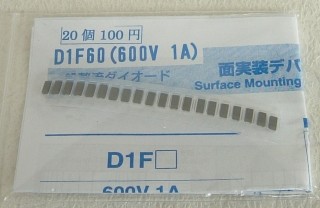 20個100円
D1F60(600V 1A)
面実装デバ
流ダイオード
Surface Mounting
D1F□
600V 1A